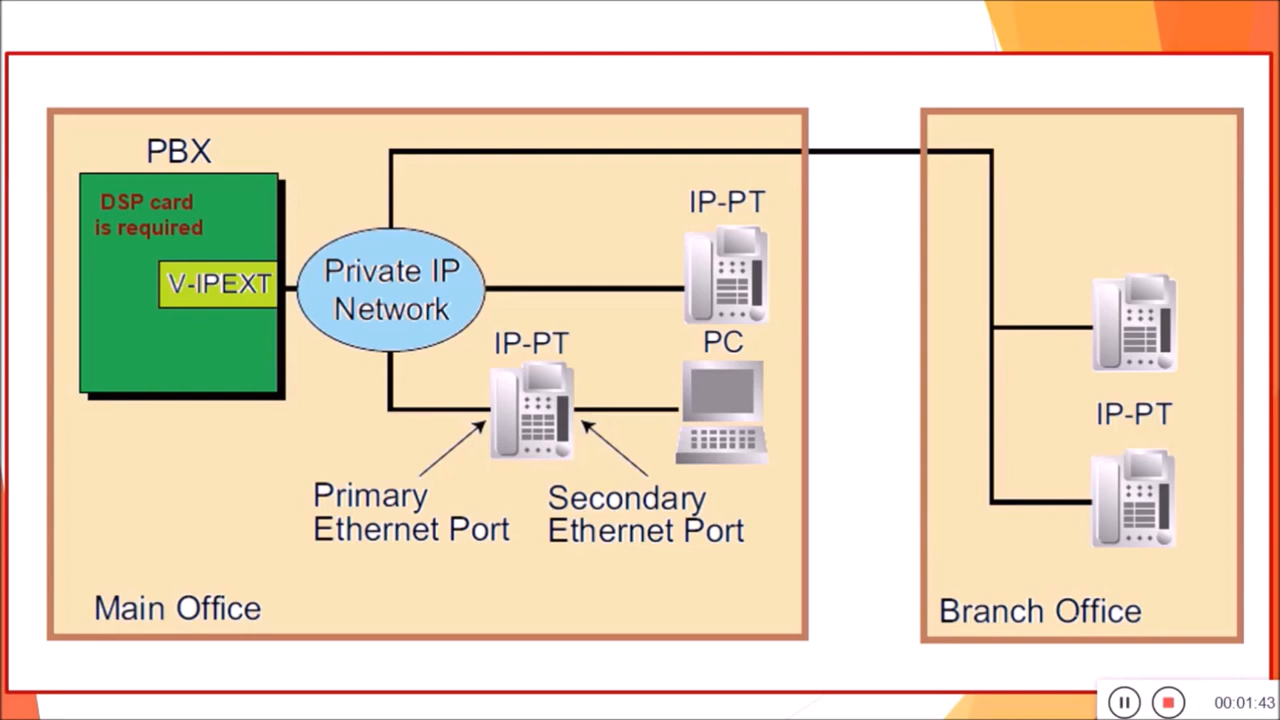 PBX
DSP card
is required
V-IPEXT
Private IP
Network
IP-PT
IP-PT
PC
Primary
Ethernet Port
Secondary
Ethernet Port
Main Office
IP-PT
Branch Office
00:01:43